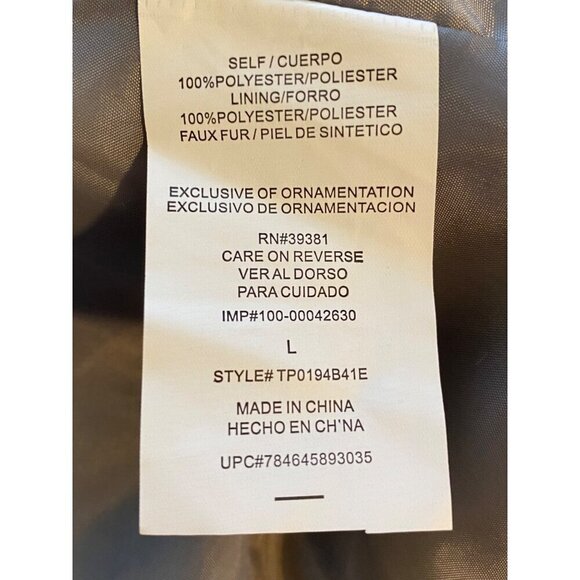 SELF / CUERPO
100%POLYESTER/POLIESTER
LINING/FORRO
100%POLYESTER/POLIESTER
FAUX FUR / PIEL DE SINTETICO
EXCLUSIVE OF ORNAMENTATION
EXCLUSIVO DE ORNAMENTACION
RN#39381
CARE ON REVERSE
VER AL DORSO
PARA CUIDADO
IMP#100-00042630
L
STYLE# TP0194B41E
MADE IN CHINA
HECHO EN CH'NA
UPC#784645893035